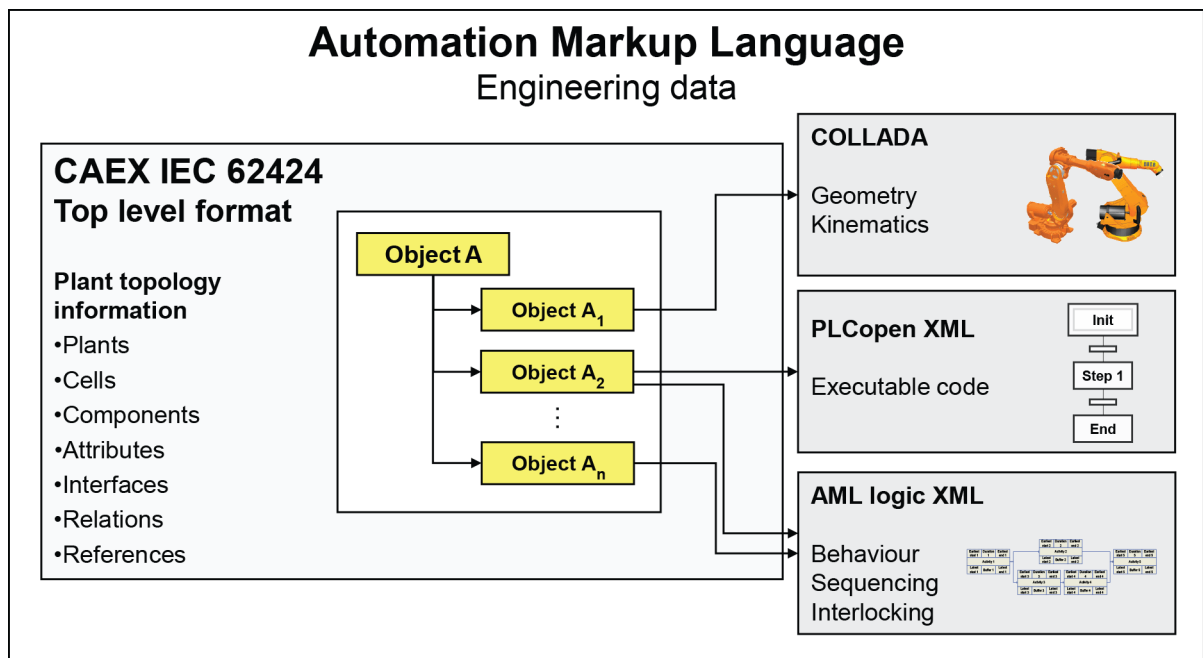 Automation Markup Language
Engineering data
CAEX IEC 62424
Top level format
Plant topology
information
•Plants
•Cells
•Components
•Attributes
•Interfaces
•Relations
•References
Object A
Object A1
Object A2
⋮
Object An
COLLADA
Geometry
Kinematics
PLCopen XML
Executable code
Init
Step 1
End
AML logic XML
Behaviour
Sequencing
Interlocking